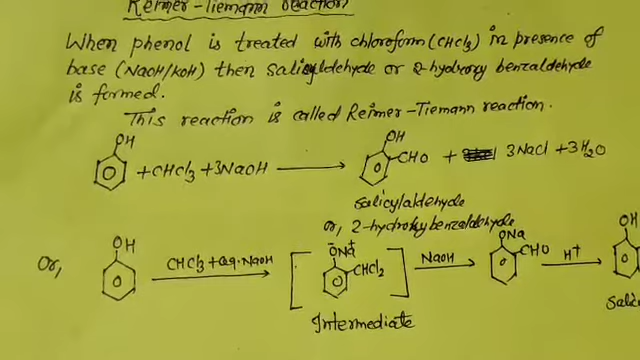 Reimer-Tiemann reaction
When phenol is treated with chloroform (CHCl3) in presence of
base (NaOH/KOH) then Salicyldehyde or 2-hydroxy benzaldehyde
is formed.
This reaction is called Reimer-Tiemann reaction.
OH + CHCl3 + 3NaOH → OH CHO + 3NaCl + 3H2O
Salicylaldehyde
or, 2-hydroxybenzaldehyde
Or, OH CHCl3 + aq. NaOH → [ -ONa+ CHCl2 ] NaOH → ONa CHO H+ → OH
Intermediate